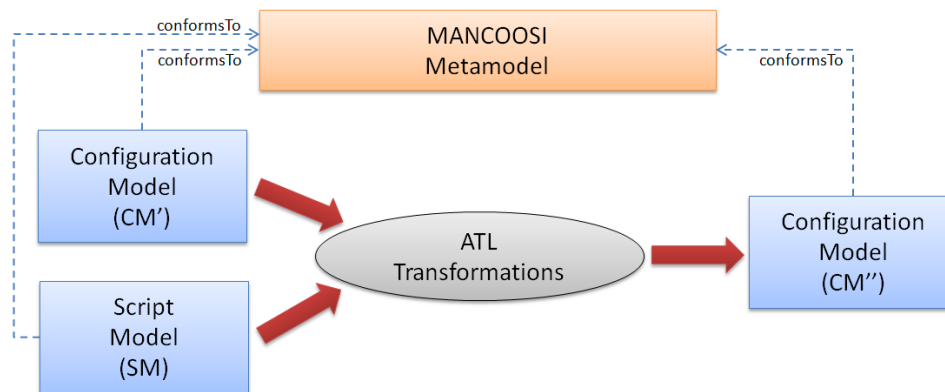 conformsTo
MANCOOSI
Metamodel
conformsTo
conformsTo
Configuration
Model
(CM')
Script
Model
(SM)
ATL
Transformations
Configuration
Model
(CM'')